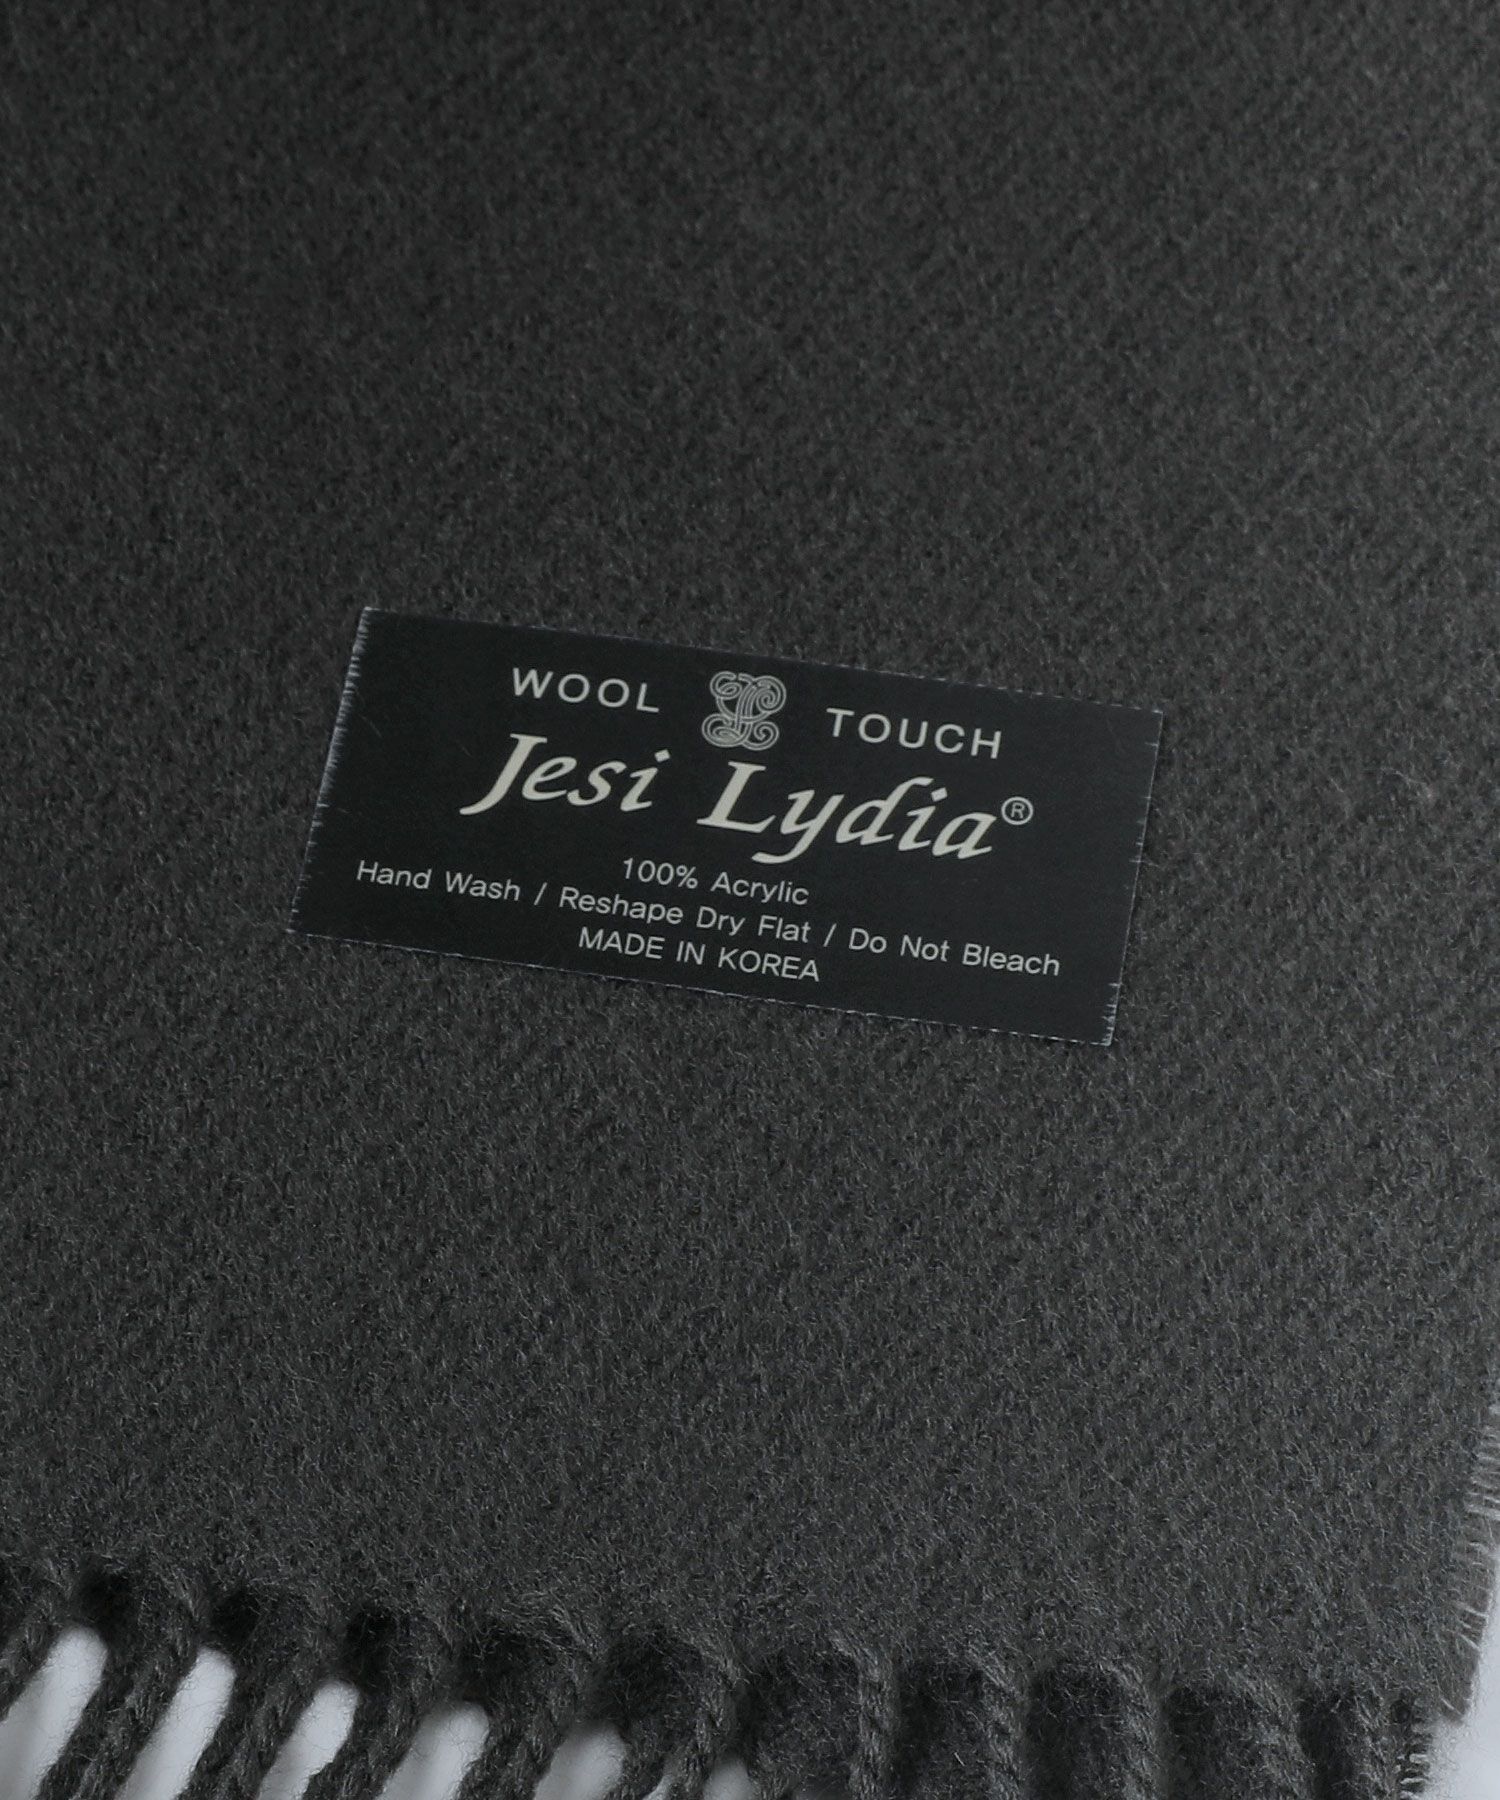 WOOL TOUCH
Jesi Lydia®
100% Acrylic
Hand Wash / Reshape Dry Flat / Do Not Bleach
MADE IN KOREA